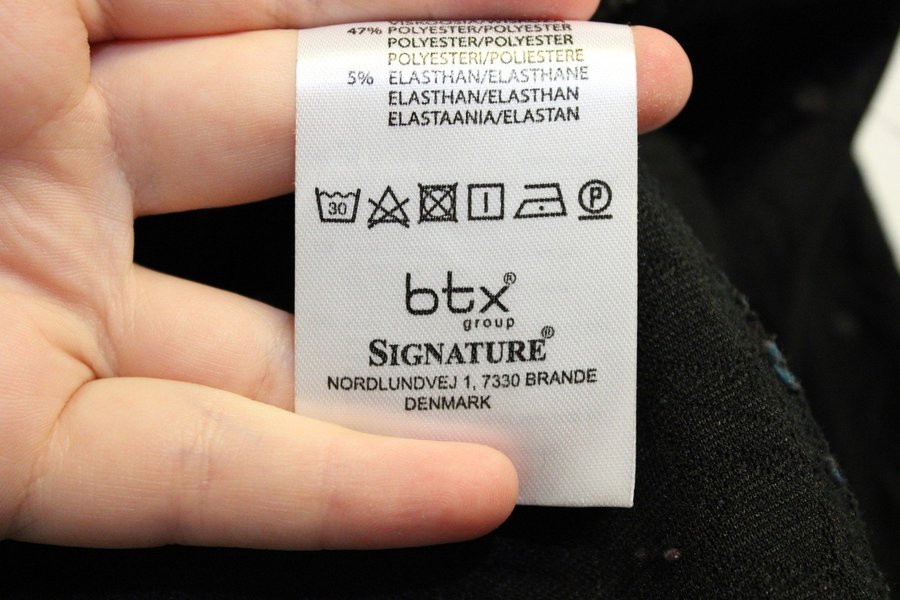 47% POLYESTER/POLYESTER
POLYESTER/POLYESTER
POLYESTERI/POLIESTERE
5% ELASTHAN/ELASTHANE
ELASTHAN/ELASTHAN
ELASTAANIA/ELASTAN
30
P
btx®
group
SIGNATURE®
NORDLUNDVEJ 1, 7330 BRANDE
DENMARK